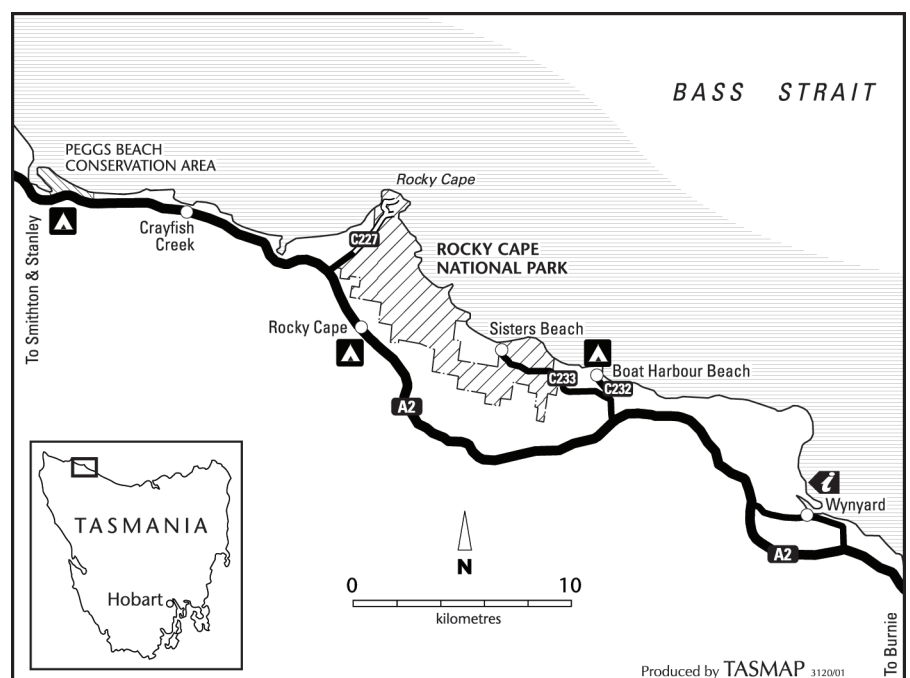 BASS STRAIT
PEGGS BEACH
CONSERVATION AREA
Rocky Cape
To Smithton & Stanley
Crayfish
Creek
C227
ROCKY CAPE
NATIONAL PARK
Rocky Cape
Sisters Beach
C233
Boat Harbour Beach
C232
A2
TASMANIA
Hobart
i
Wynyard
A2
N
0 10
kilometres
To Burnie
Produced by TASMAP 3120/01